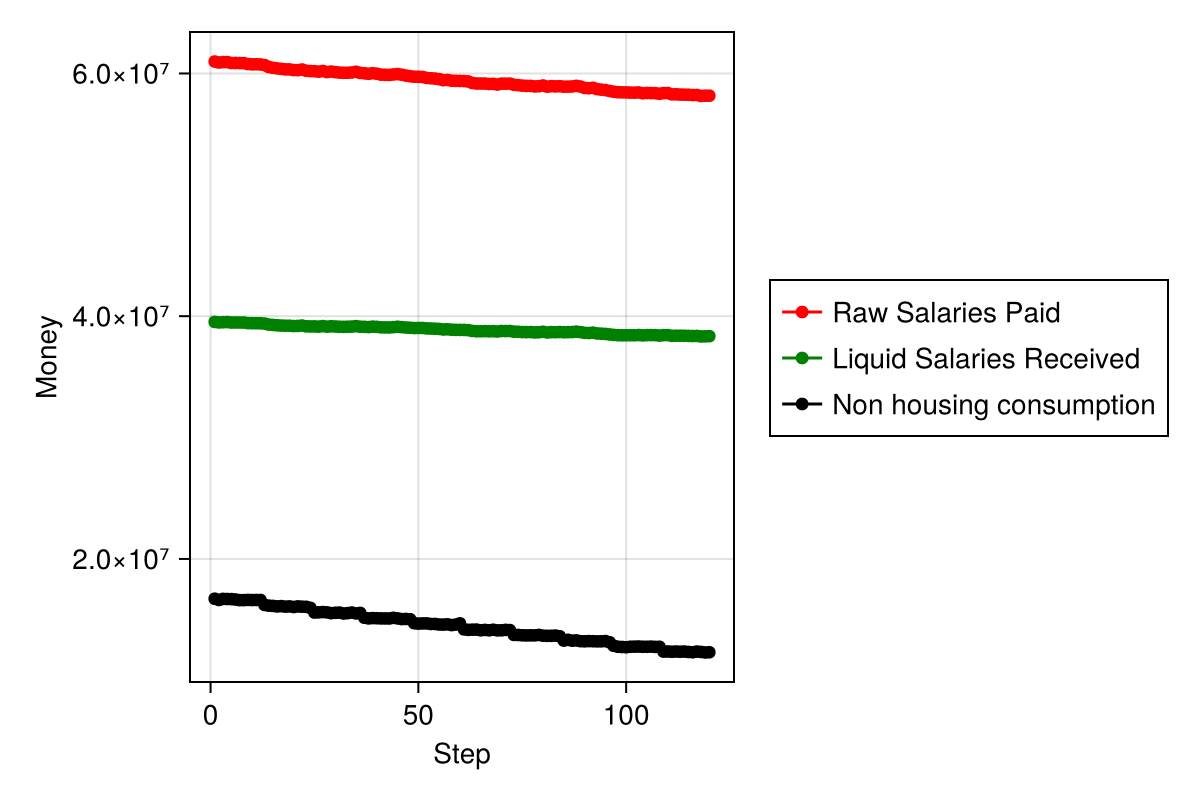 6.0×10⁷
4.0×10⁷
2.0×10⁷
Money
0 50 100
Step
Raw Salaries Paid
Liquid Salaries Received
Non housing consumption